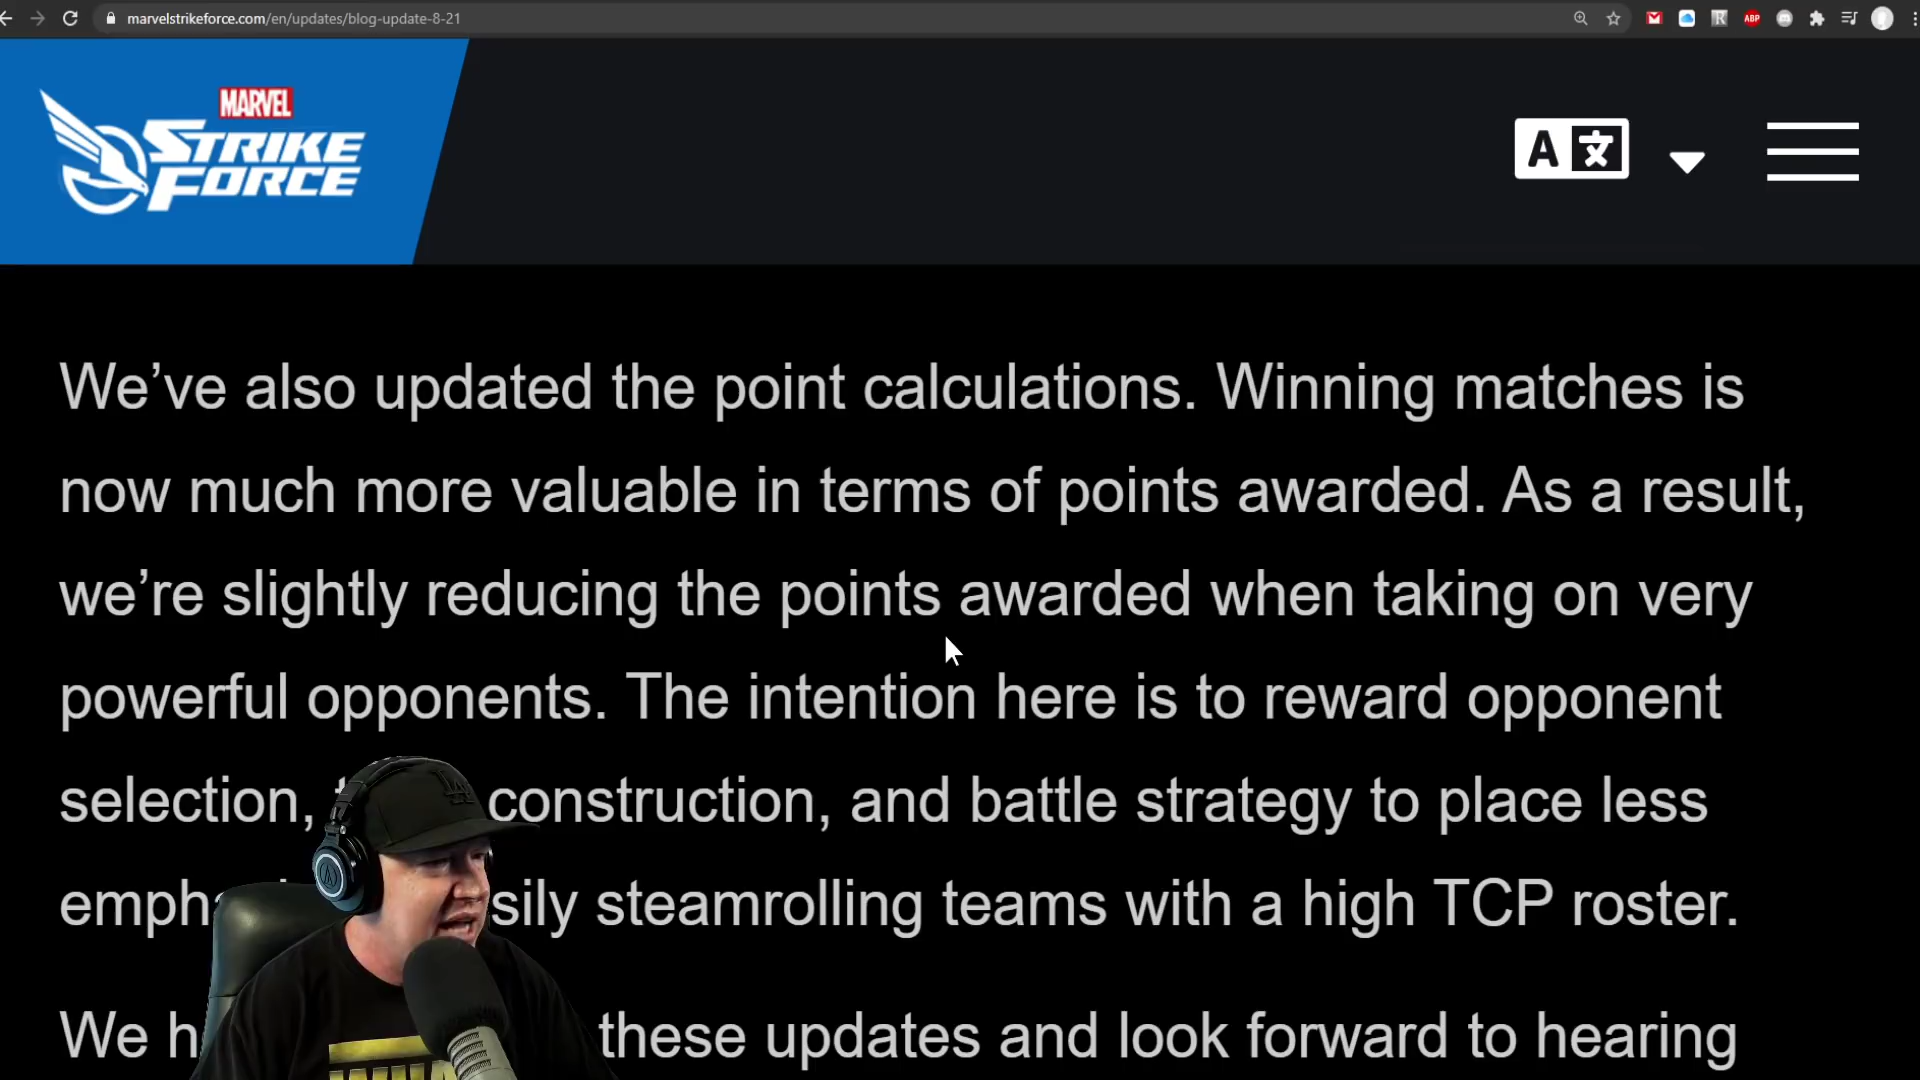 marvelstrikeforce.com/en/updates/blog-update-8-21
ABP
MARVEL
STRIKE
FORCE
A 文
We’ve also updated the point calculations. Winning matches is
now much more valuable in terms of points awarded. As a result,
we’re slightly reducing the points awarded when taking on very
powerful opponents. The intention here is to reward opponent
selection, construction, and battle strategy to place less
steamrolling teams with a high TCP roster.
We these updates and look forward to hearing